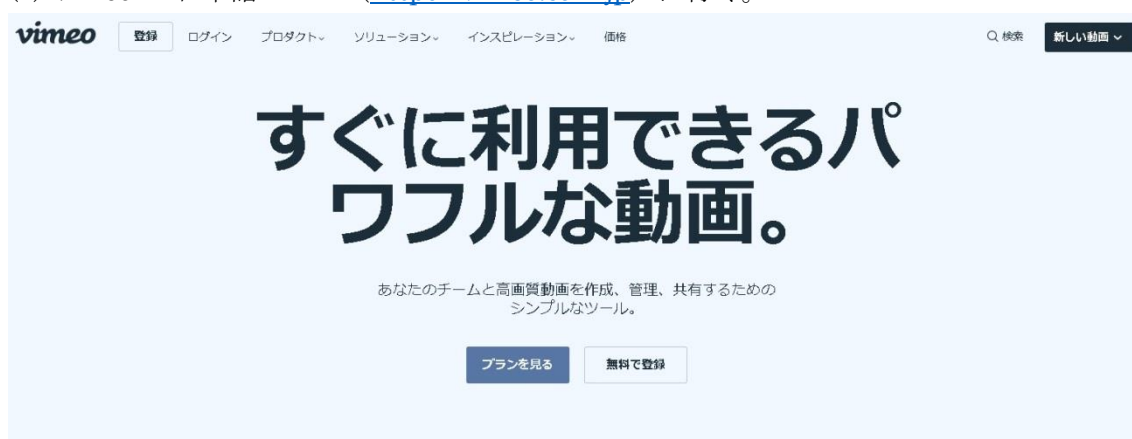 vimeo 登録 ログイン プロダクト ソリューション インスピレーション 価格 検索 新しい動画
すぐに利用できるパ
ワフルな動画。
あなたのチームと高画質動画を作成、管理、共有するための
シンプルなツール。
プランを見る 無料で登録